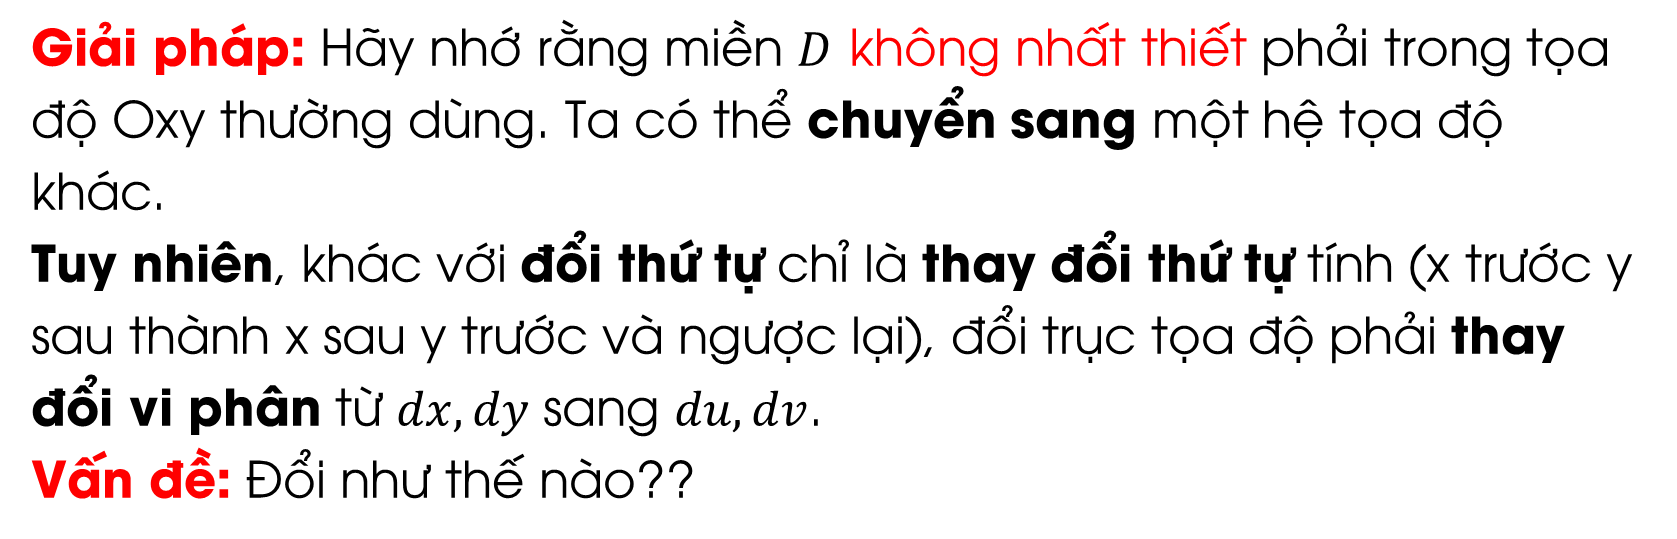 Giải pháp: Hãy nhớ rằng miền D không nhất thiết phải trong tọa
độ Oxy thường dùng. Ta có thể chuyển sang một hệ tọa độ
khác.
Tuy nhiên, khác với đổi thứ tự chỉ là thay đổi thứ tự tính (x trước y
sau thành x sau y trước và ngược lại), đổi trục tọa độ phải thay
đổi vi phân từ dx, dy sang du, dv.
Vấn đề: Đổi như thế nào??